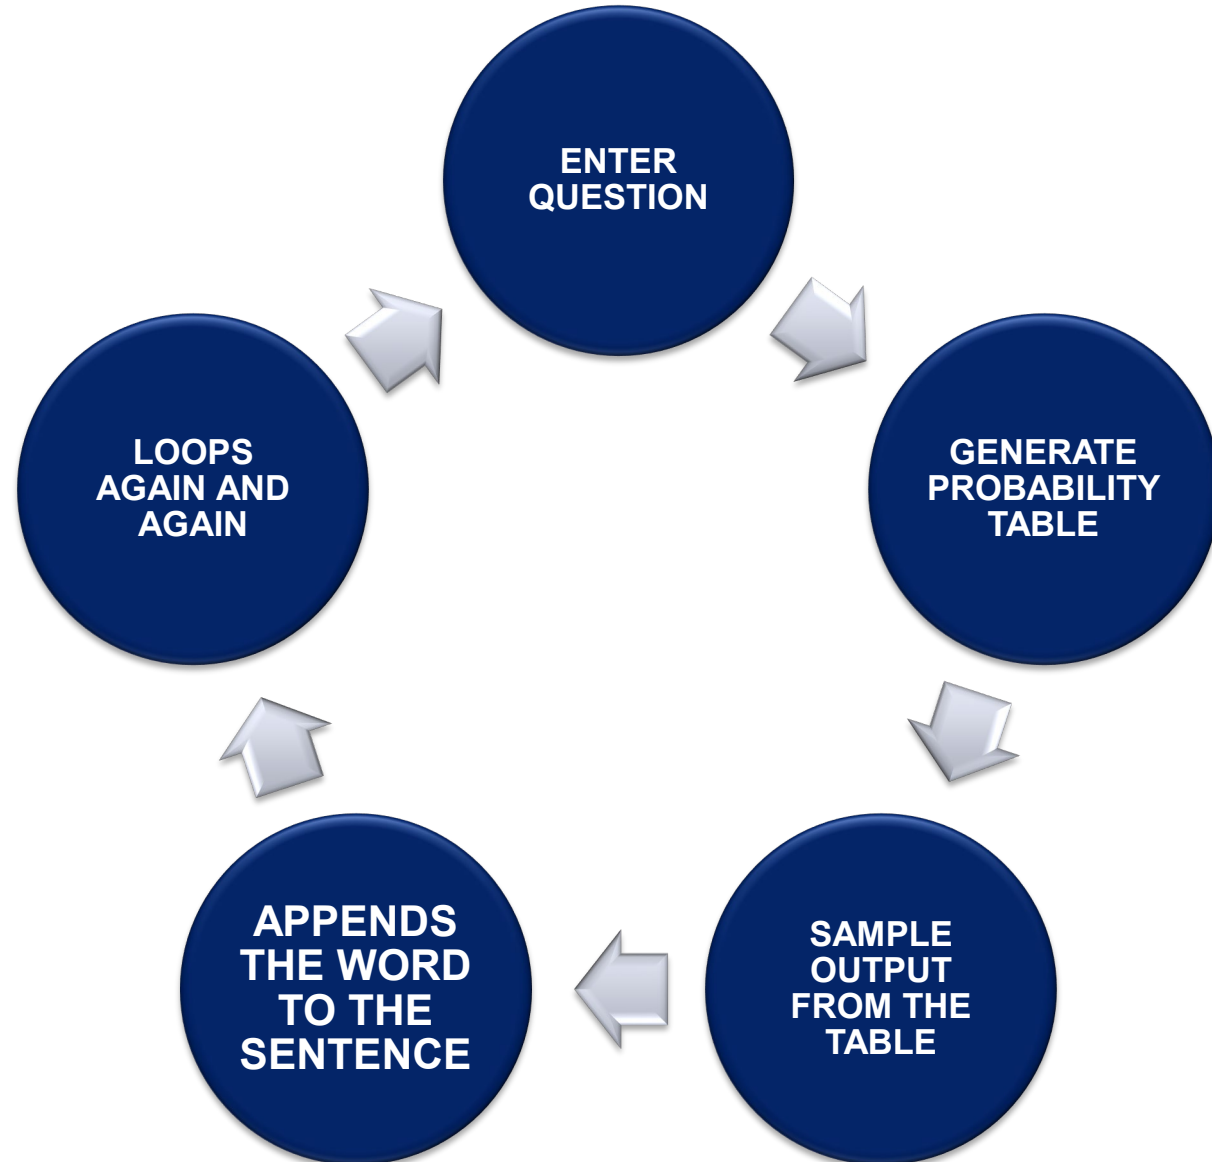 ENTER
QUESTION
GENERATE
PROBABILITY
TABLE
SAMPLE
OUTPUT
FROM THE
TABLE
APPENDS
THE WORD
TO THE
SENTENCE
LOOPS
AGAIN AND
AGAIN